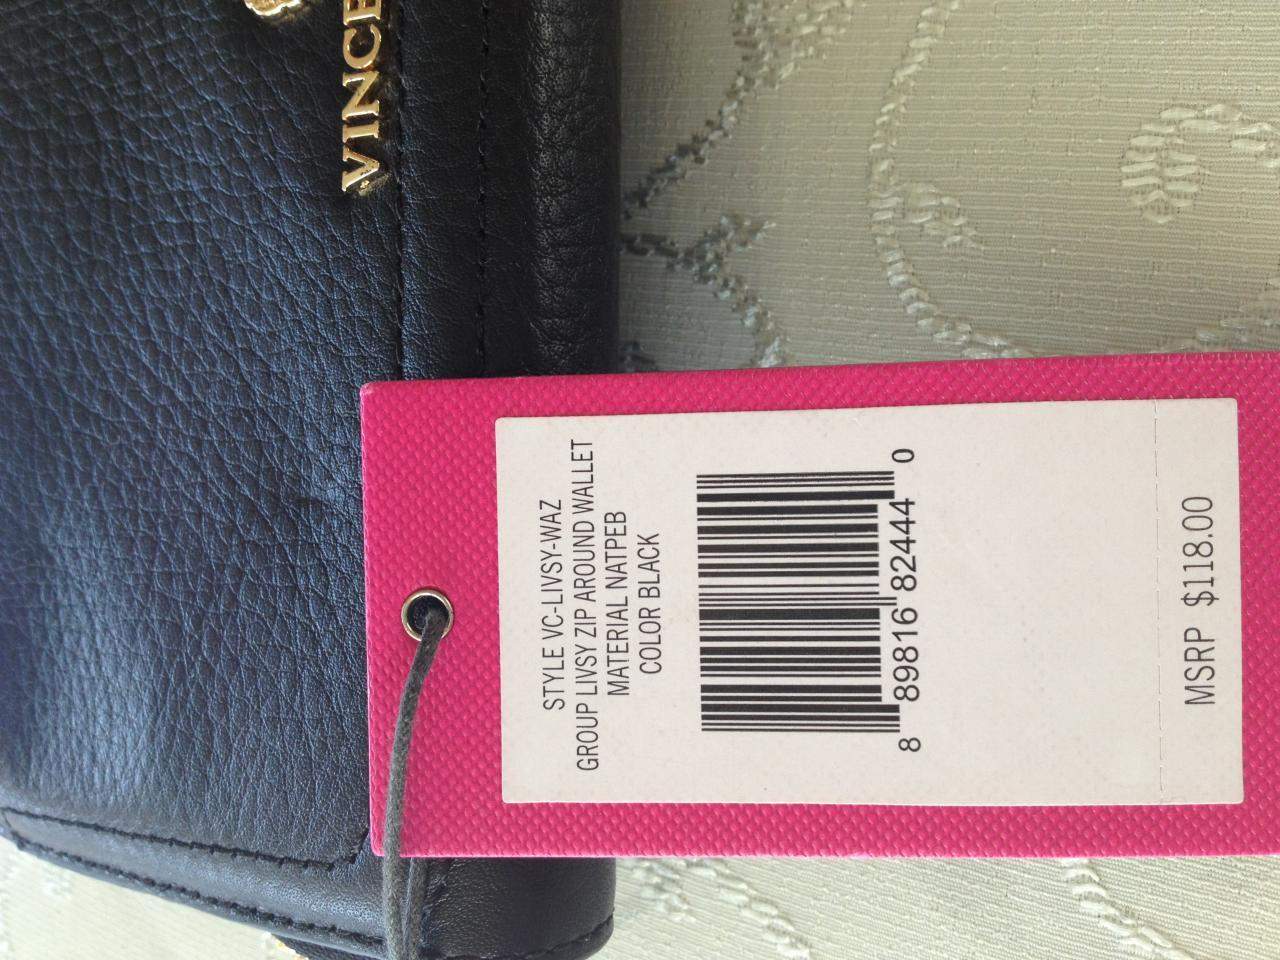 VINCE
STYLE VC-LIVSY-WAZ
GROUP LIVSY ZIP AROUND WALLET
MATERIAL NATPEB
COLOR BLACK
8 89816 82444 0
MSRP $118.00